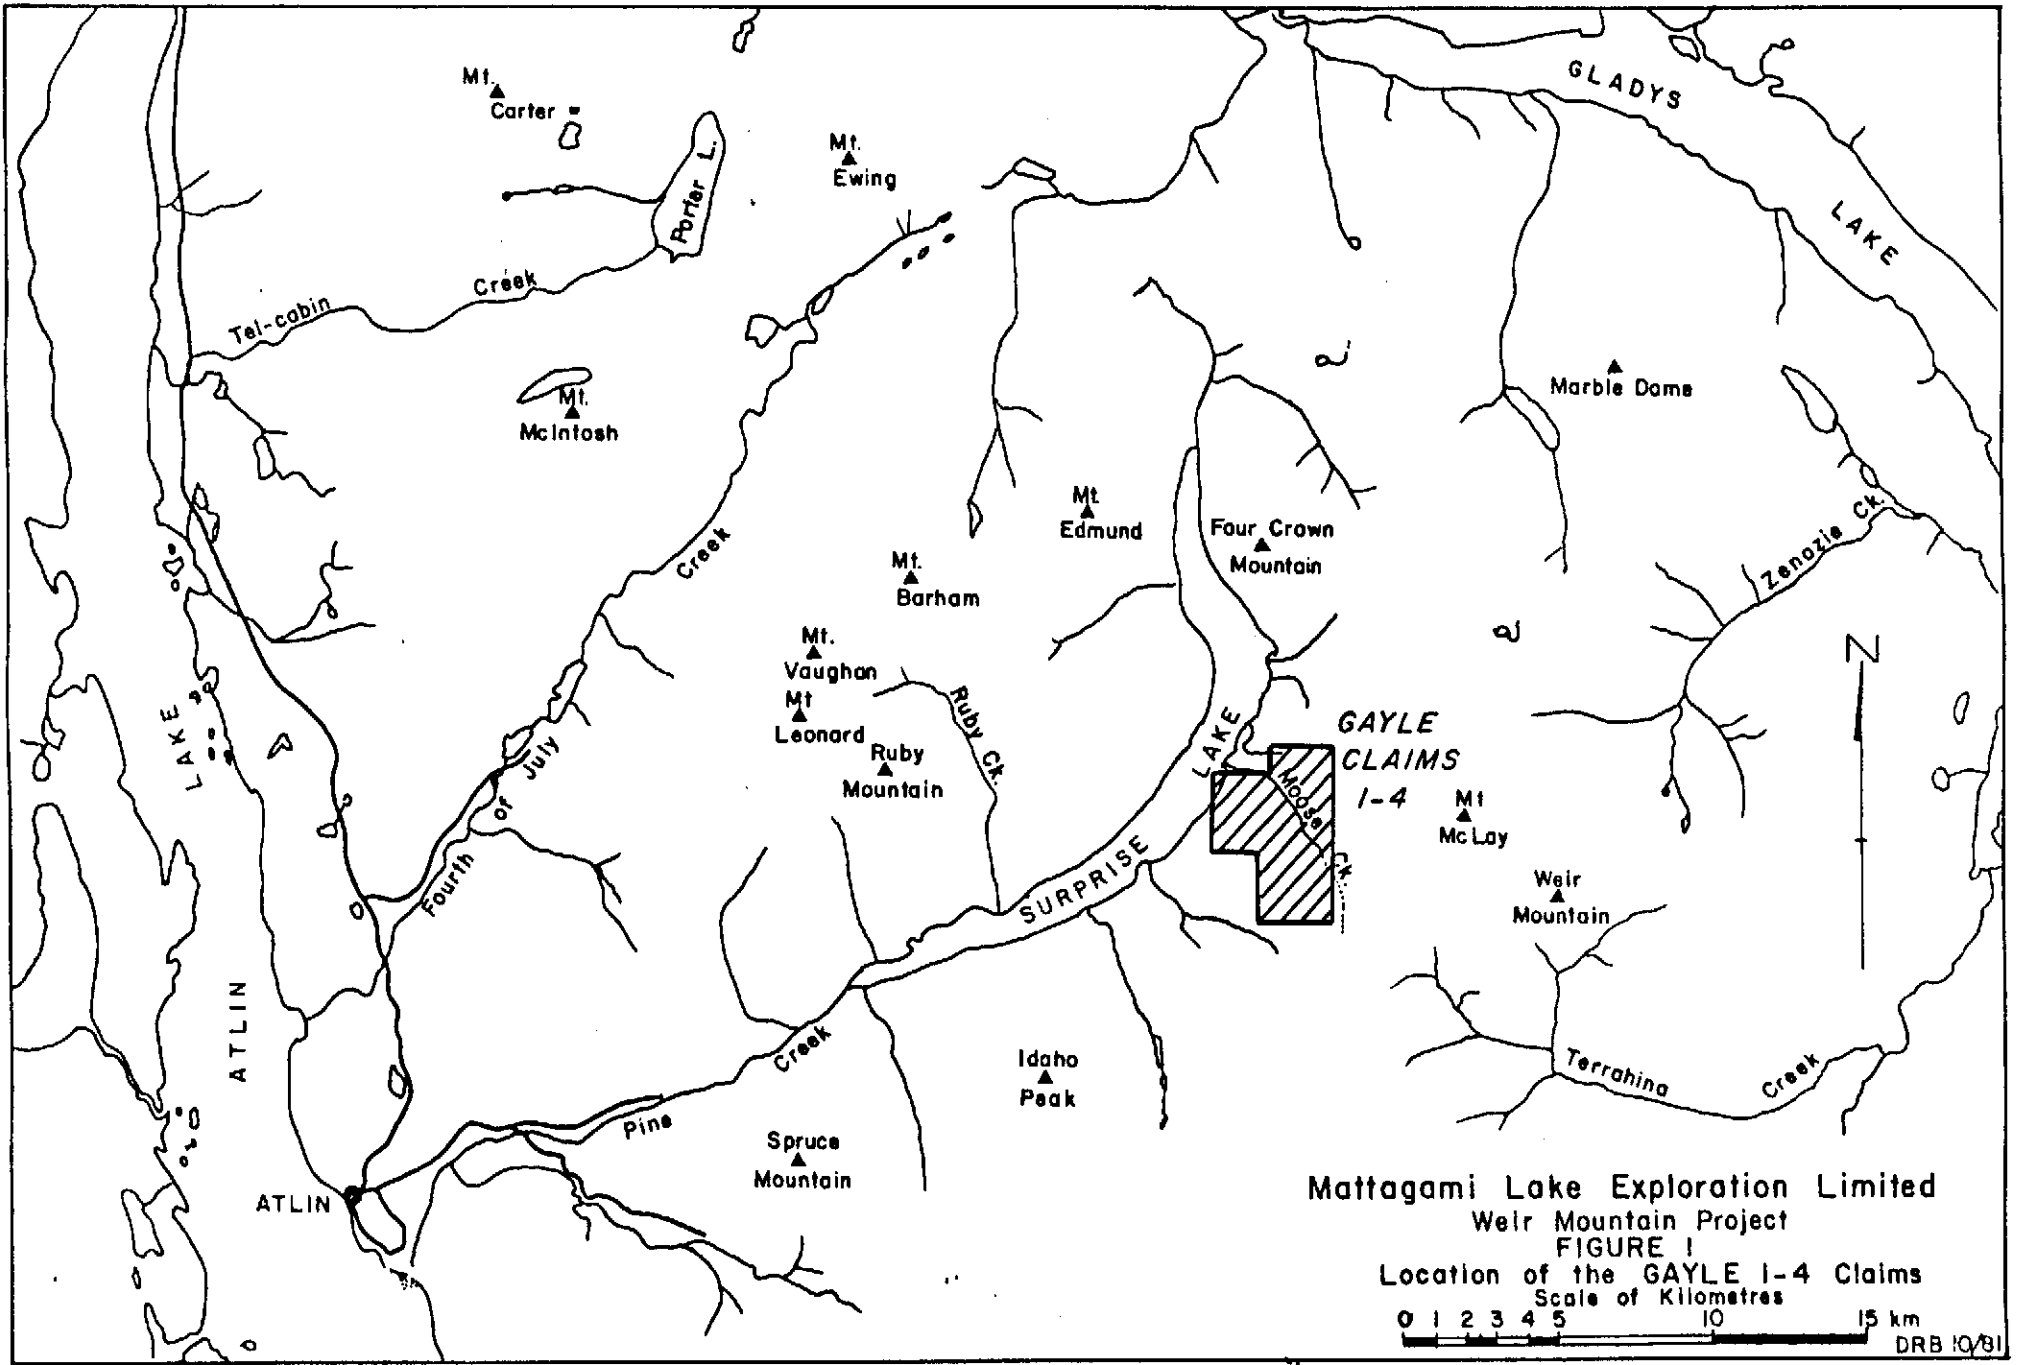 Mt.
Carter
GLADYS
LAKE
Porter L.
Mt.
Ewing
Tel-cabin Creek
Mt.
McIntosh
Marble Dame
Mt
Edmund
Four Crown
Mountain
Zenazie Ck.
Fourth of July Creek
Mt.
Barham
Mt.
Vaughan
Mt
Leonard
Ruby Ck.
Ruby
Mountain
N
GAYLE
CLAIMS
1-4
Moose Ck.
Mt
McLay
SURPRISE LAKE
Weir
Mountain
ATLIN LAKE
Idaho
Peak
Terrahina Creek
Pine Creek
Spruce
Mountain
ATLIN
Mattagami Lake Exploration Limited
Weir Mountain Project
FIGURE 1
Location of the GAYLE 1-4 Claims
Scale of Kilometres
0 1 2 3 4 5 10 15 km
DRB 10/81